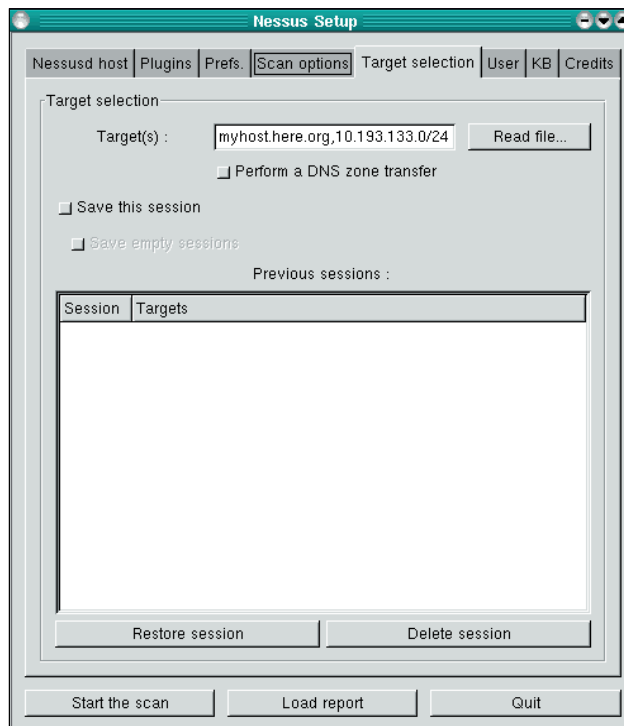 Nessus Setup
Nessusd host Plugins Prefs. Scan options Target selection User KB Credits
Target selection
Target(s) : myhost.here.org,10.193.133.0/24 Read file...
Perform a DNS zone transfer
Save this session
Save empty sessions
Previous sessions :
Session Targets
Restore session Delete session
Start the scan Load report Quit